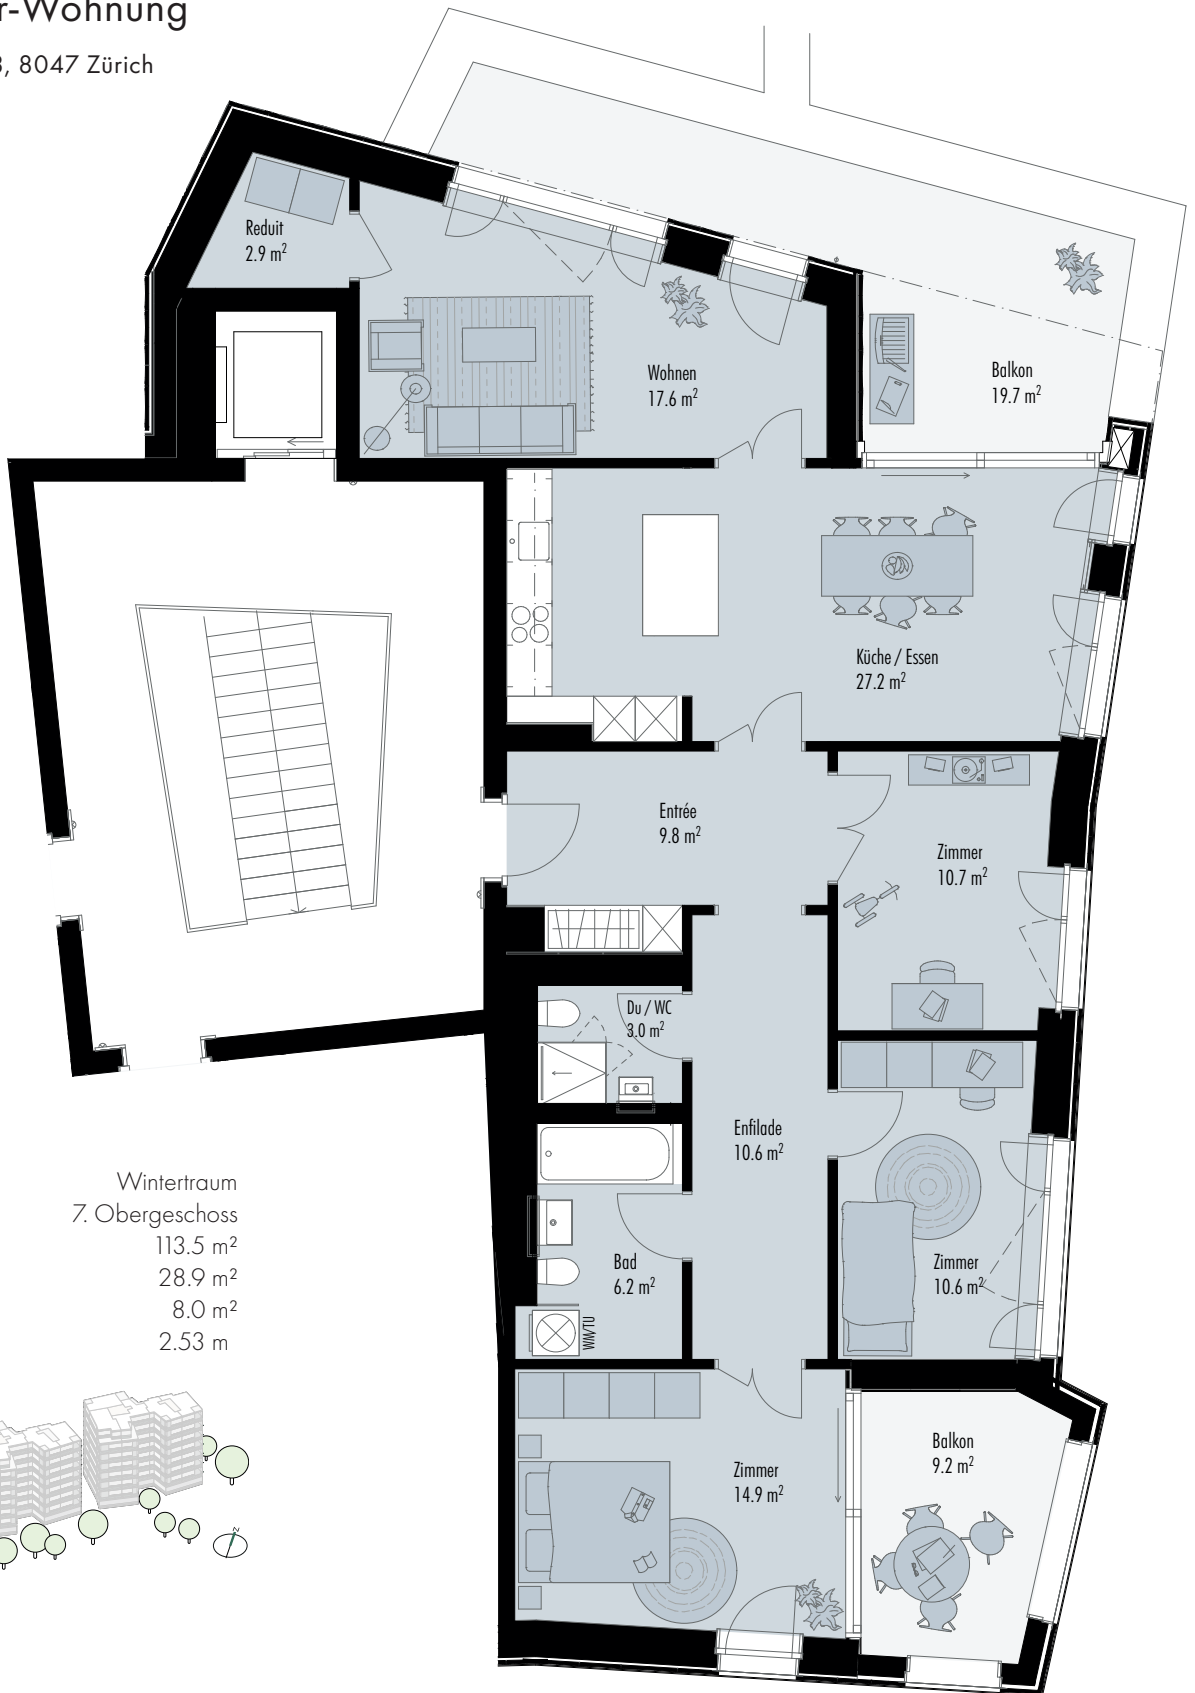 r-Wohnung
3, 8047 Zürich
Reduit
2.9 m²
Wohnen
17.6 m²
Balkon
19.7 m²
Küche / Essen
27.2 m²
Entrée
9.8 m²
Zimmer
10.7 m²
Du / WC
3.0 m²
Enfilade
10.6 m²
Bad
6.2 m²
WM/TU
Zimmer
10.6 m²
Zimmer
14.9 m²
Balkon
9.2 m²
Wintertraum
7. Obergeschoss
113.5 m²
28.9 m²
8.0 m²
2.53 m
N